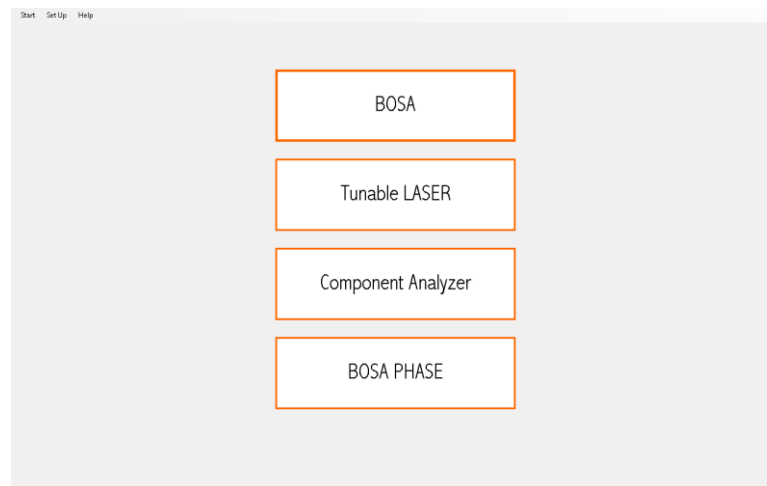 Start Set Up Help
BOSA
Tunable LASER
Component Analyzer
BOSA PHASE